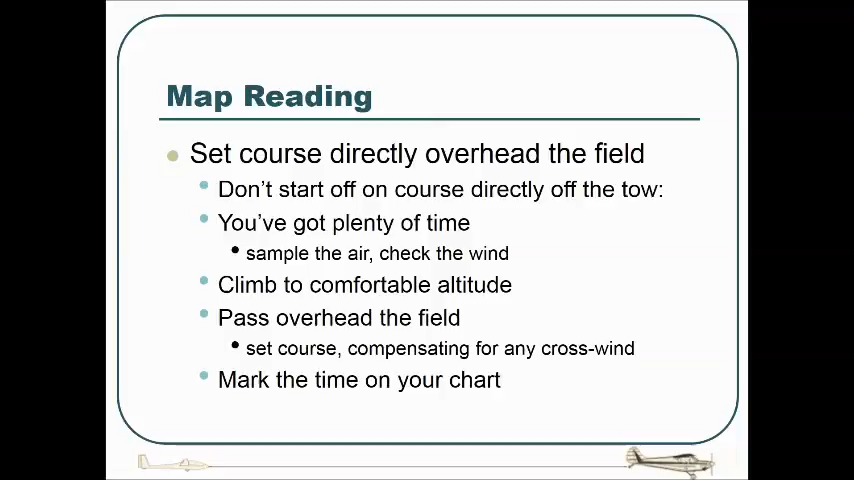 Map Reading
Set course directly overhead the field
Don’t start off on course directly off the tow:
You’ve got plenty of time
sample the air, check the wind
Climb to comfortable altitude
Pass overhead the field
set course, compensating for any cross-wind
Mark the time on your chart